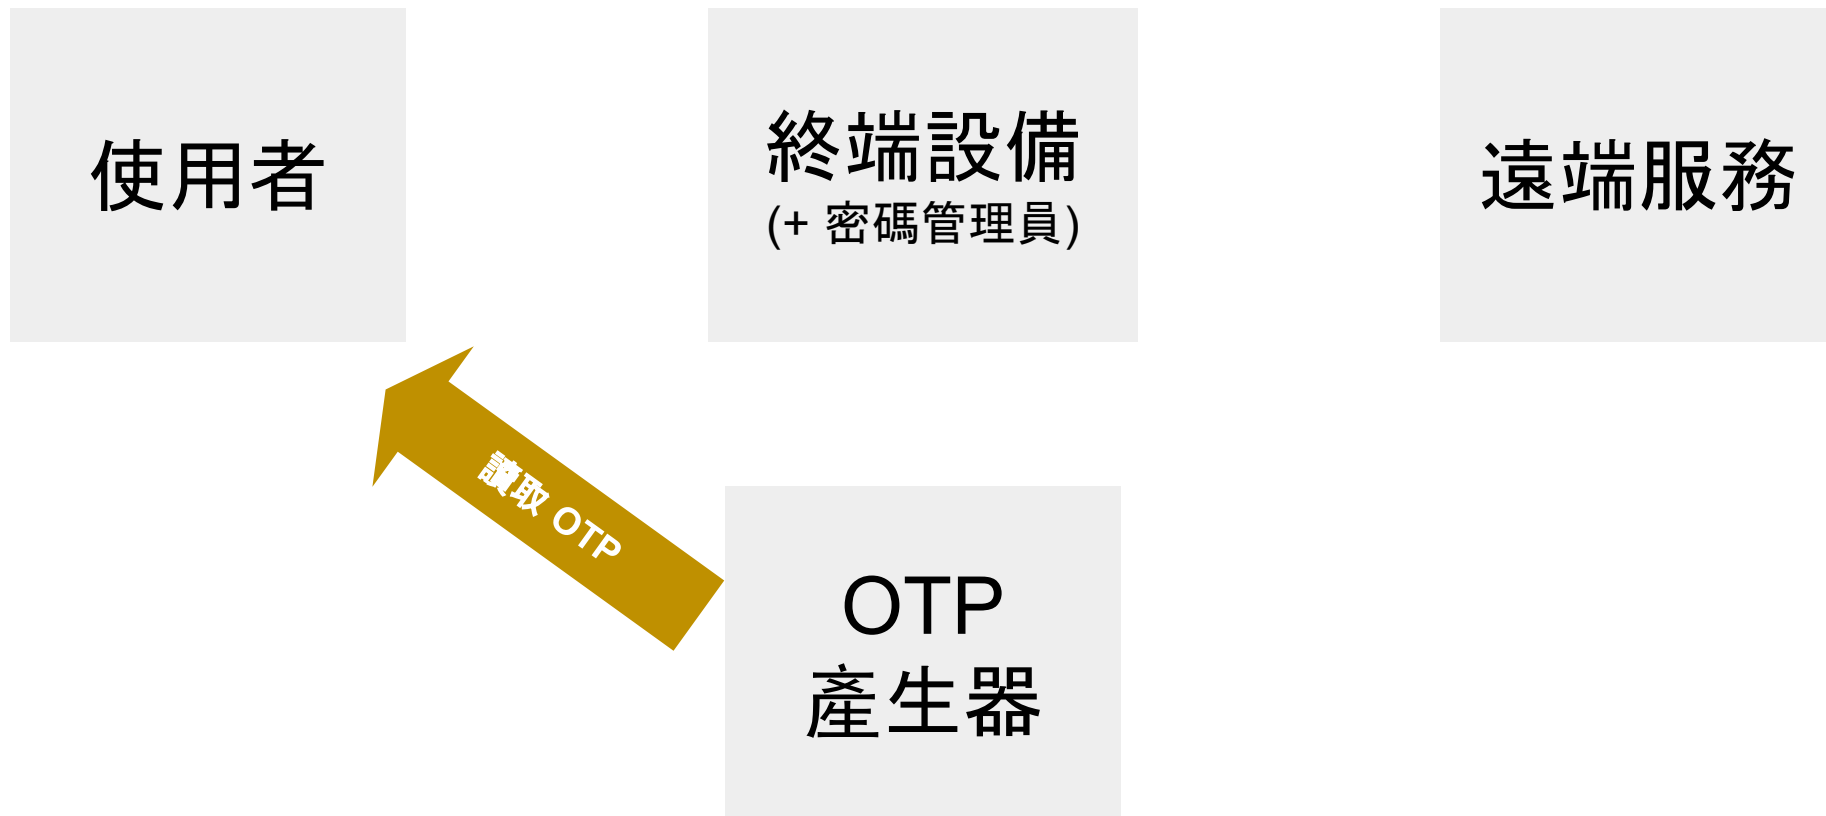 使用者
終端設備
(+ 密碼管理員)
遠端服務
讀取 OTP
OTP
產生器